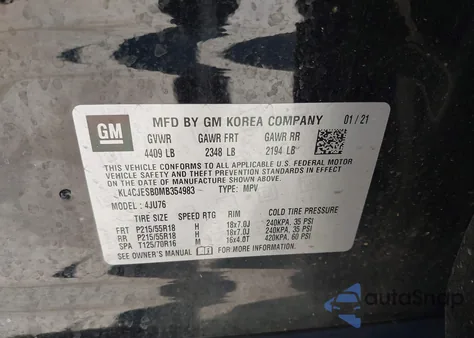 GM
MFD BY GM KOREA COMPANY 01/21
GVWR GAWR FRT GAWR RR
4409 LB 2348 LB 2194 LB
THIS VEHICLE CONFORMS TO ALL APPLICABLE U.S. FEDERAL MOTOR
VEHICLE SAFETY, BUMPER, AND THEFT PREVENTION STANDARDS
IN EFFECT ON THE DATE OF MANUFACTURE SHOWN ABOVE.
KL4CJESB0MB354983 TYPE: MPV
MODEL: 4JU76
TIRE SIZE SPEED RTG RIM COLD TIRE PRESSURE
FRT P215/55R18 H 18x7.0J 240KPA, 35 PSI
RR P215/55R18 H 18x7.0J 240KPA, 35 PSI
SPA T125/70R16 M 16x4.0T 420KPA, 60 PSI
SEE OWNER'S MANUAL FOR ADDITIONAL INFORMATION.
autoSnap